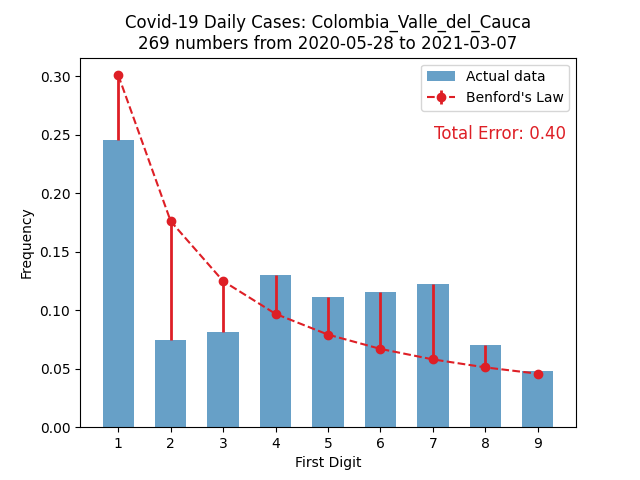 Covid-19 Daily Cases: Colombia_Valle_del_Cauca
269 numbers from 2020-05-28 to 2021-03-07
Actual data
Benford's Law
Total Error: 0.40
Frequency
0.30
0.25
0.20
0.15
0.10
0.05
0.00
1 2 3 4 5 6 7 8 9
First Digit